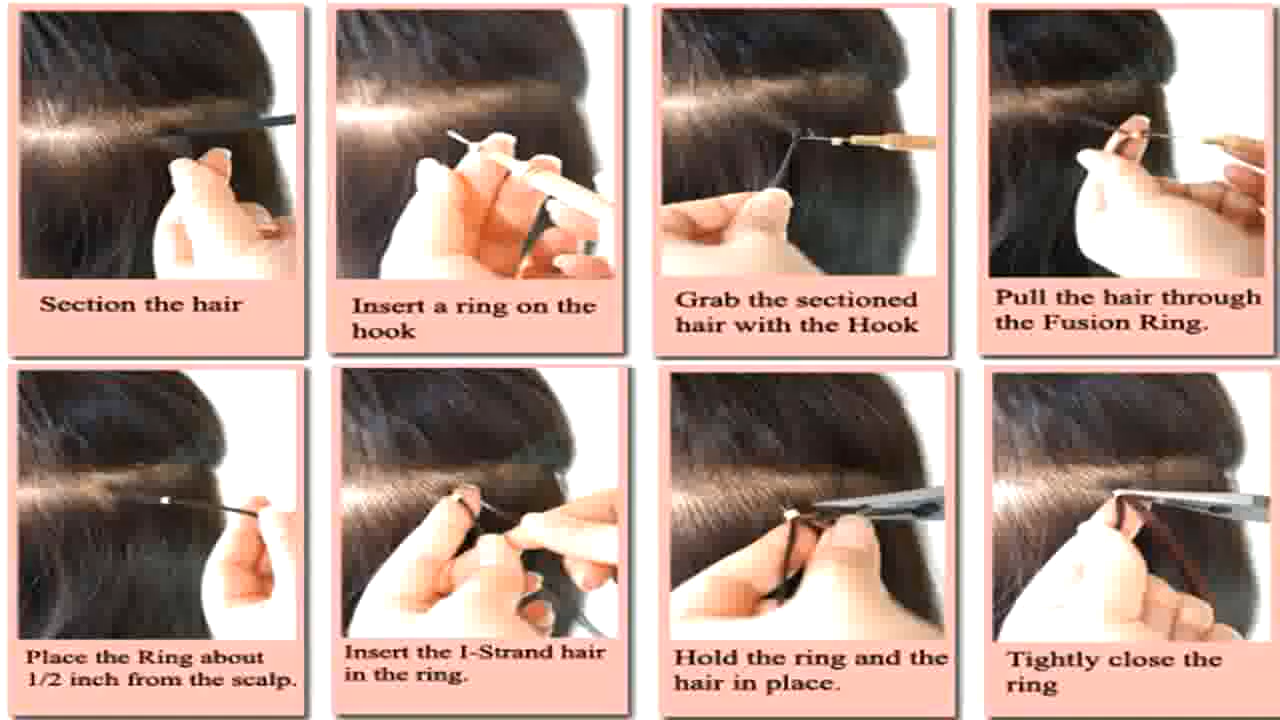 Section the hair
Insert a ring on the
hook
Grab the sectioned
hair with the Hook
Pull the hair through
the Fusion Ring.
Place the Ring about
1/2 inch from the scalp.
Insert the I-Strand hair
in the ring.
Hold the ring and the
hair in place.
Tightly close the
ring